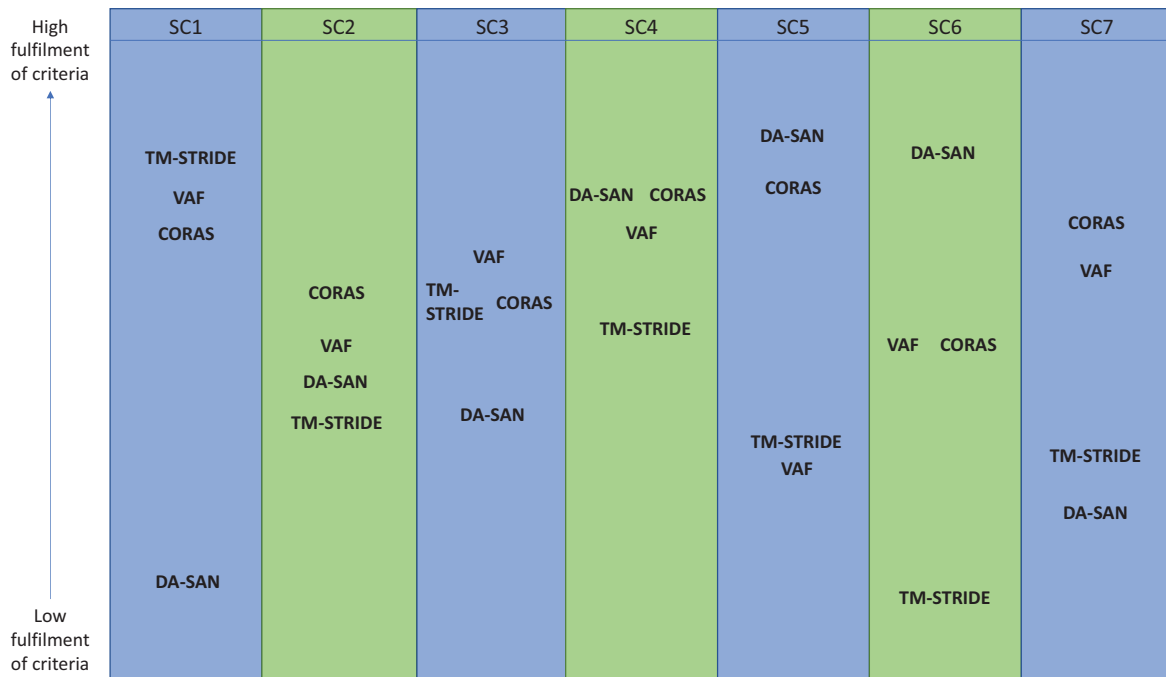 High
fulfilment
of criteria
SC1
SC2
SC3
SC4
SC5
SC6
SC7
TM-STRIDE
VAF
CORAS
DA-SAN
CORAS
VAF
DA-SAN
TM-STRIDE
VAF
TM-
STRIDE
CORAS
DA-SAN
DA-SAN CORAS
VAF
TM-STRIDE
DA-SAN
CORAS
TM-STRIDE
VAF
DA-SAN
VAF CORAS
TM-STRIDE
CORAS
VAF
TM-STRIDE
DA-SAN
Low
fulfilment
of criteria